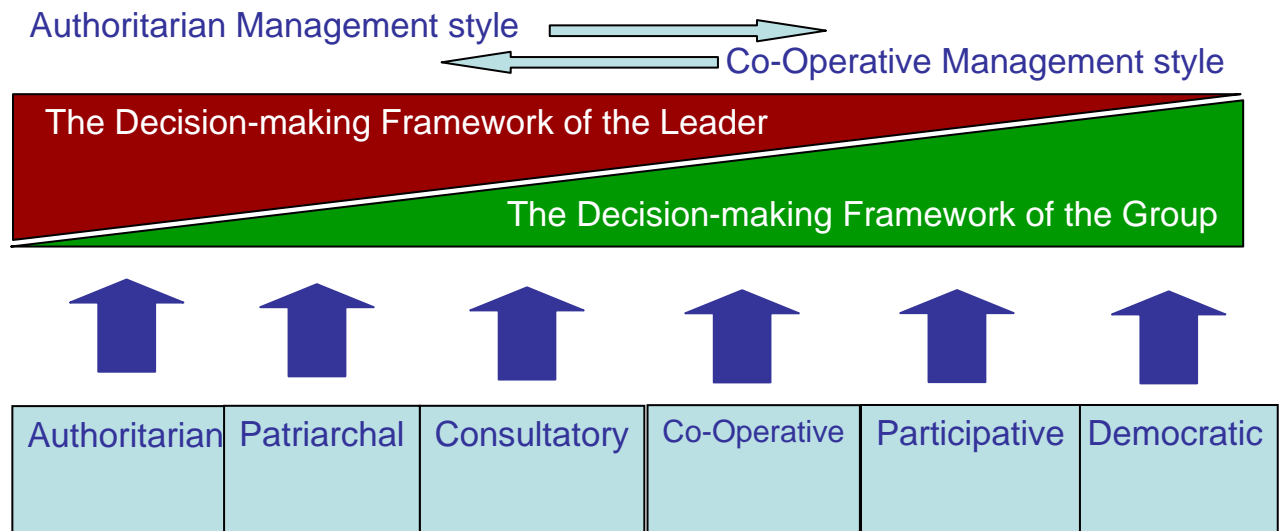 Authoritarian Management style
Co-Operative Management style
The Decision-making Framework of the Leader
The Decision-making Framework of the Group
Authoritarian
Patriarchal
Consultatory
Co-Operative
Participative
Democratic